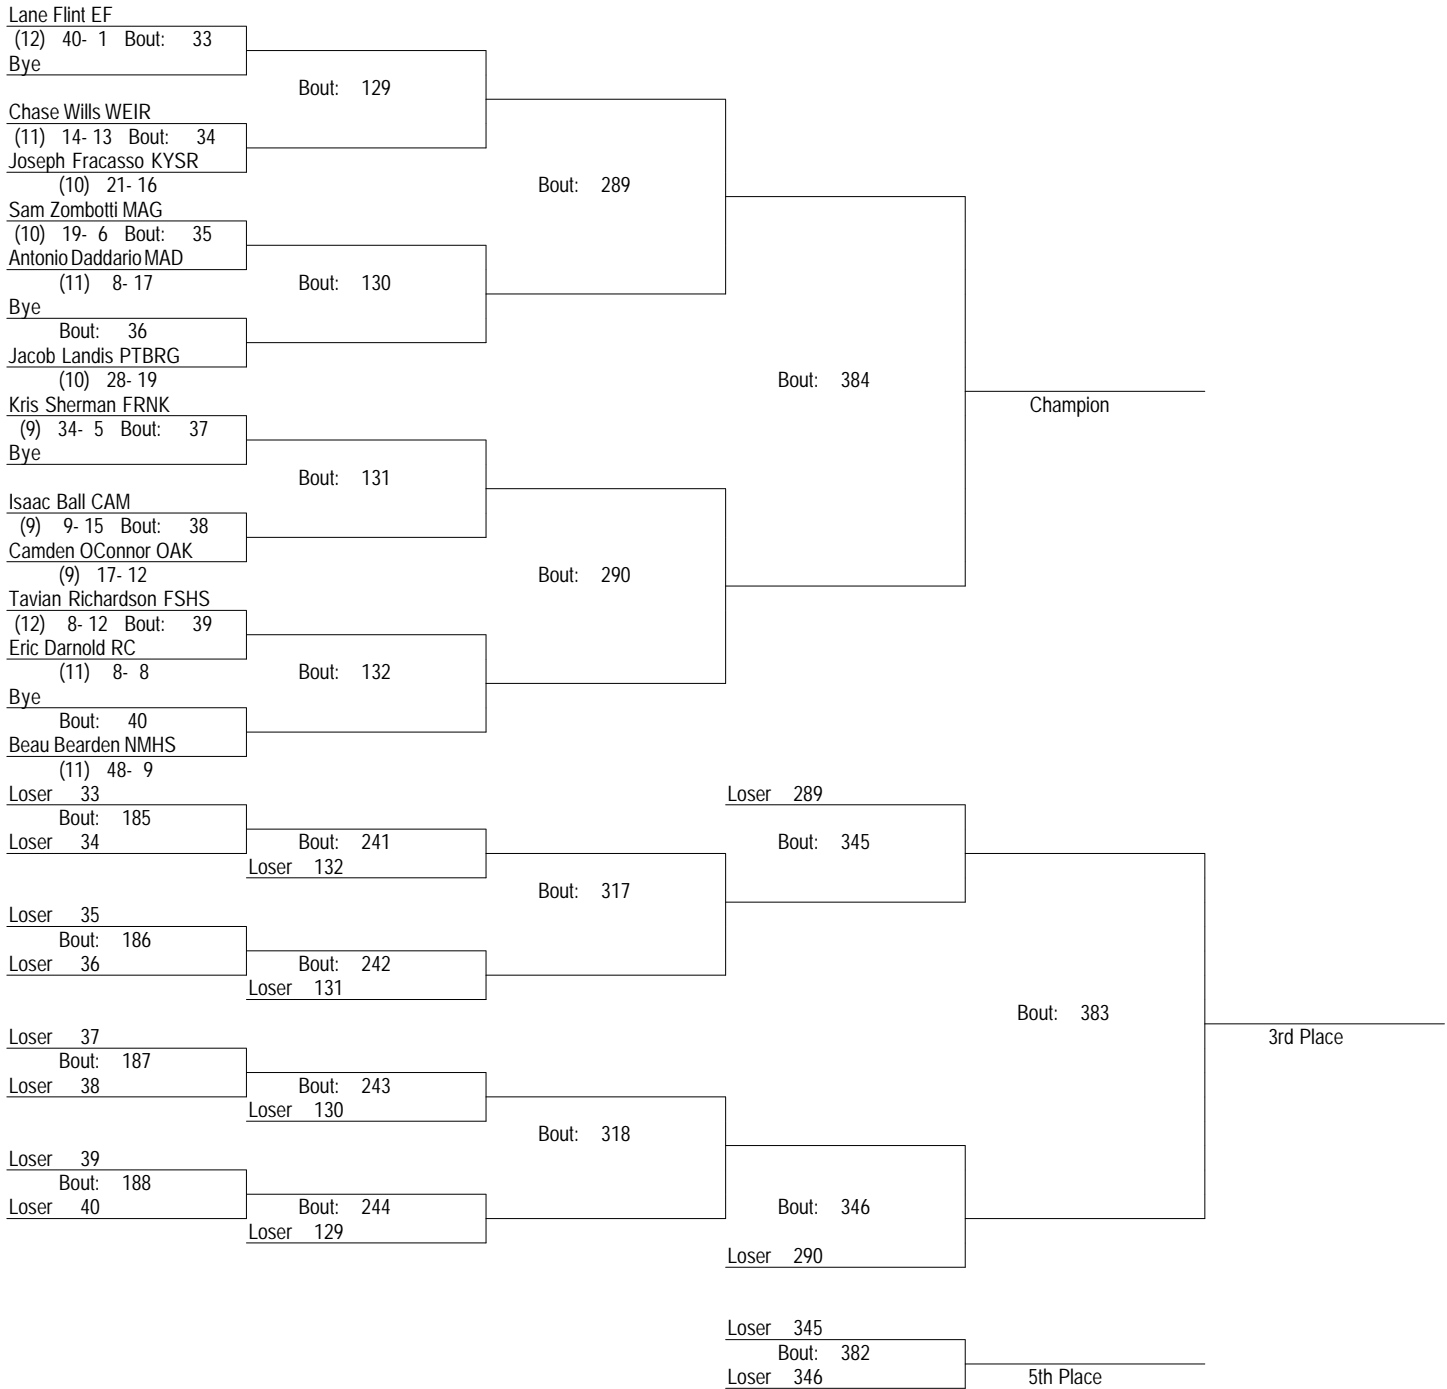 Lane Flint EF
(12) 40- 1 Bout: 33
Bye
Bout: 129
Chase Wills WEIR
(11) 14- 13 Bout: 34
Joseph Fracasso KYSR
(10) 21- 16
Bout: 289
Sam Zombotti MAG
(10) 19- 6 Bout: 35
Antonio Daddario MAD
(11) 8- 17
Bout: 130
Bye
Bout: 36
Jacob Landis PTBRG
(10) 28- 19
Bout: 384
Champion
Kris Sherman FRNK
(9) 34- 5 Bout: 37
Bye
Bout: 131
Isaac Ball CAM
(9) 9- 15 Bout: 38
Camden OConnor OAK
(9) 17- 12
Bout: 290
Tavian Richardson FSHS
(12) 8- 12 Bout: 39
Eric Darnold RC
(11) 8- 8
Bout: 132
Bye
Bout: 40
Beau Bearden NMHS
(11) 48- 9
Loser 33
Loser 289
Bout: 185
Loser 34
Bout: 241
Bout: 345
Loser 132
Bout: 317
Loser 35
Bout: 186
Loser 36
Bout: 242
Loser 131
Bout: 383
Loser 37
3rd Place
Bout: 187
Loser 38
Bout: 243
Loser 130
Bout: 318
Loser 39
Bout: 188
Loser 40
Bout: 244
Bout: 346
Loser 129
Loser 290
Loser 345
Bout: 382
Loser 346
5th Place